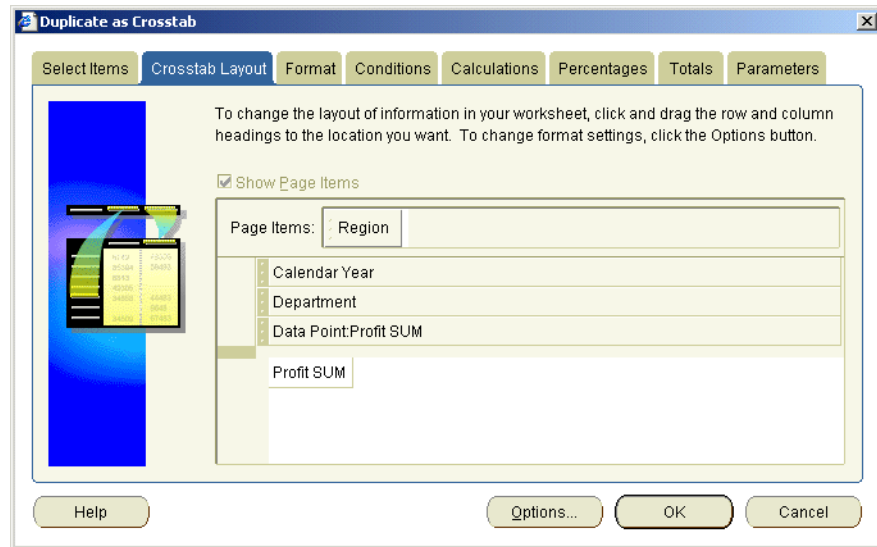 Duplicate as Crosstab
Select Items Crosstab Layout Format Conditions Calculations Percentages Totals Parameters
To change the layout of information in your worksheet, click and drag the row and column
headings to the location you want. To change format settings, click the Options button.
Show Page Items
Page Items: Region
Calendar Year
Department
Data Point:Profit SUM
Profit SUM
Help Options... OK Cancel